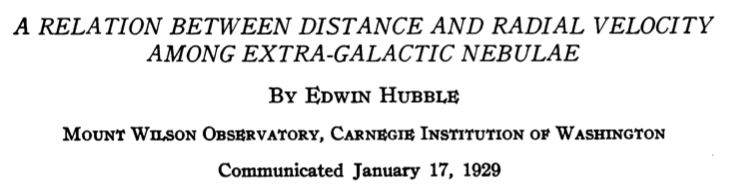 A RELATION BETWEEN DISTANCE AND RADIAL VELOCITY
AMONG EXTRA-GALACTIC NEBULAE
BY EDWIN HUBBLE
MOUNT WILSON OBSERVATORY, CARNEGIE INSTITUTION OF WASHINGTON
Communicated January 17, 1929